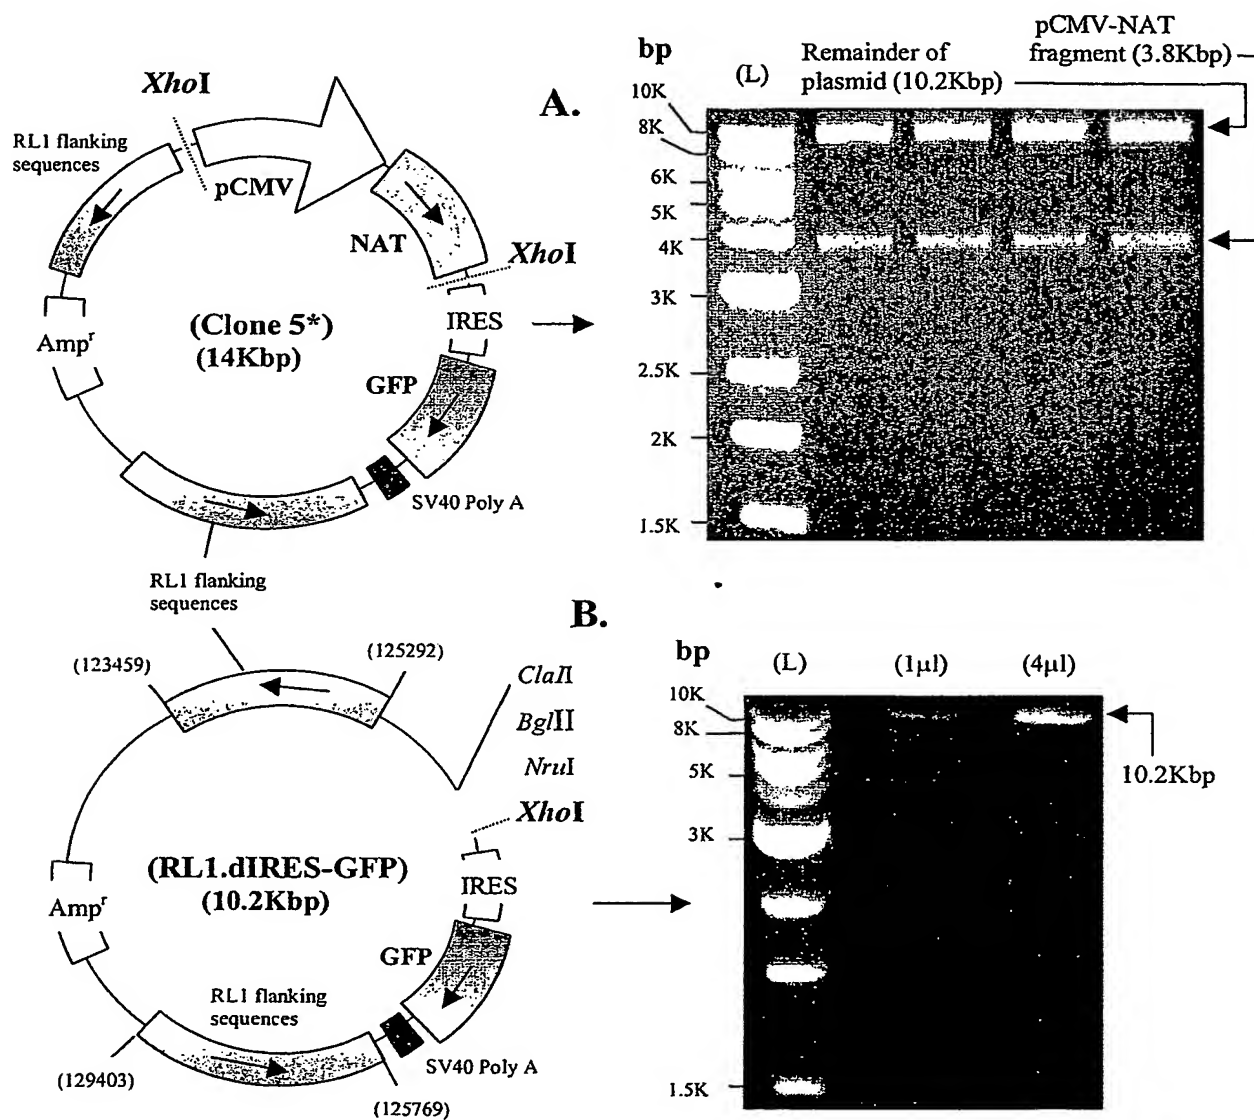 A.
XhoI
RL1 flanking
sequences
pCMV
NAT
XhoI
IRES
(Clone 5*)
(14Kbp)
Amp^r
GFP
SV40 Poly A
RL1 flanking
sequences
bp
(L)
Remainder of
plasmid (10.2Kbp)
pCMV-NAT
fragment (3.8Kbp)
10K
8K
6K
5K
4K
3K
2.5K
2K
1.5K
B.
(123459)
(125292)
ClaII
BglII
NruI
XhoI
(RL1.dIRES-GFP)
(10.2Kbp)
IRES
Amp^r
GFP
RL1 flanking
sequences
SV40 Poly A
(129403)
(125769)
bp
(L)
(1µl)
(4µl)
10K
8K
5K
3K
1.5K
10.2Kbp